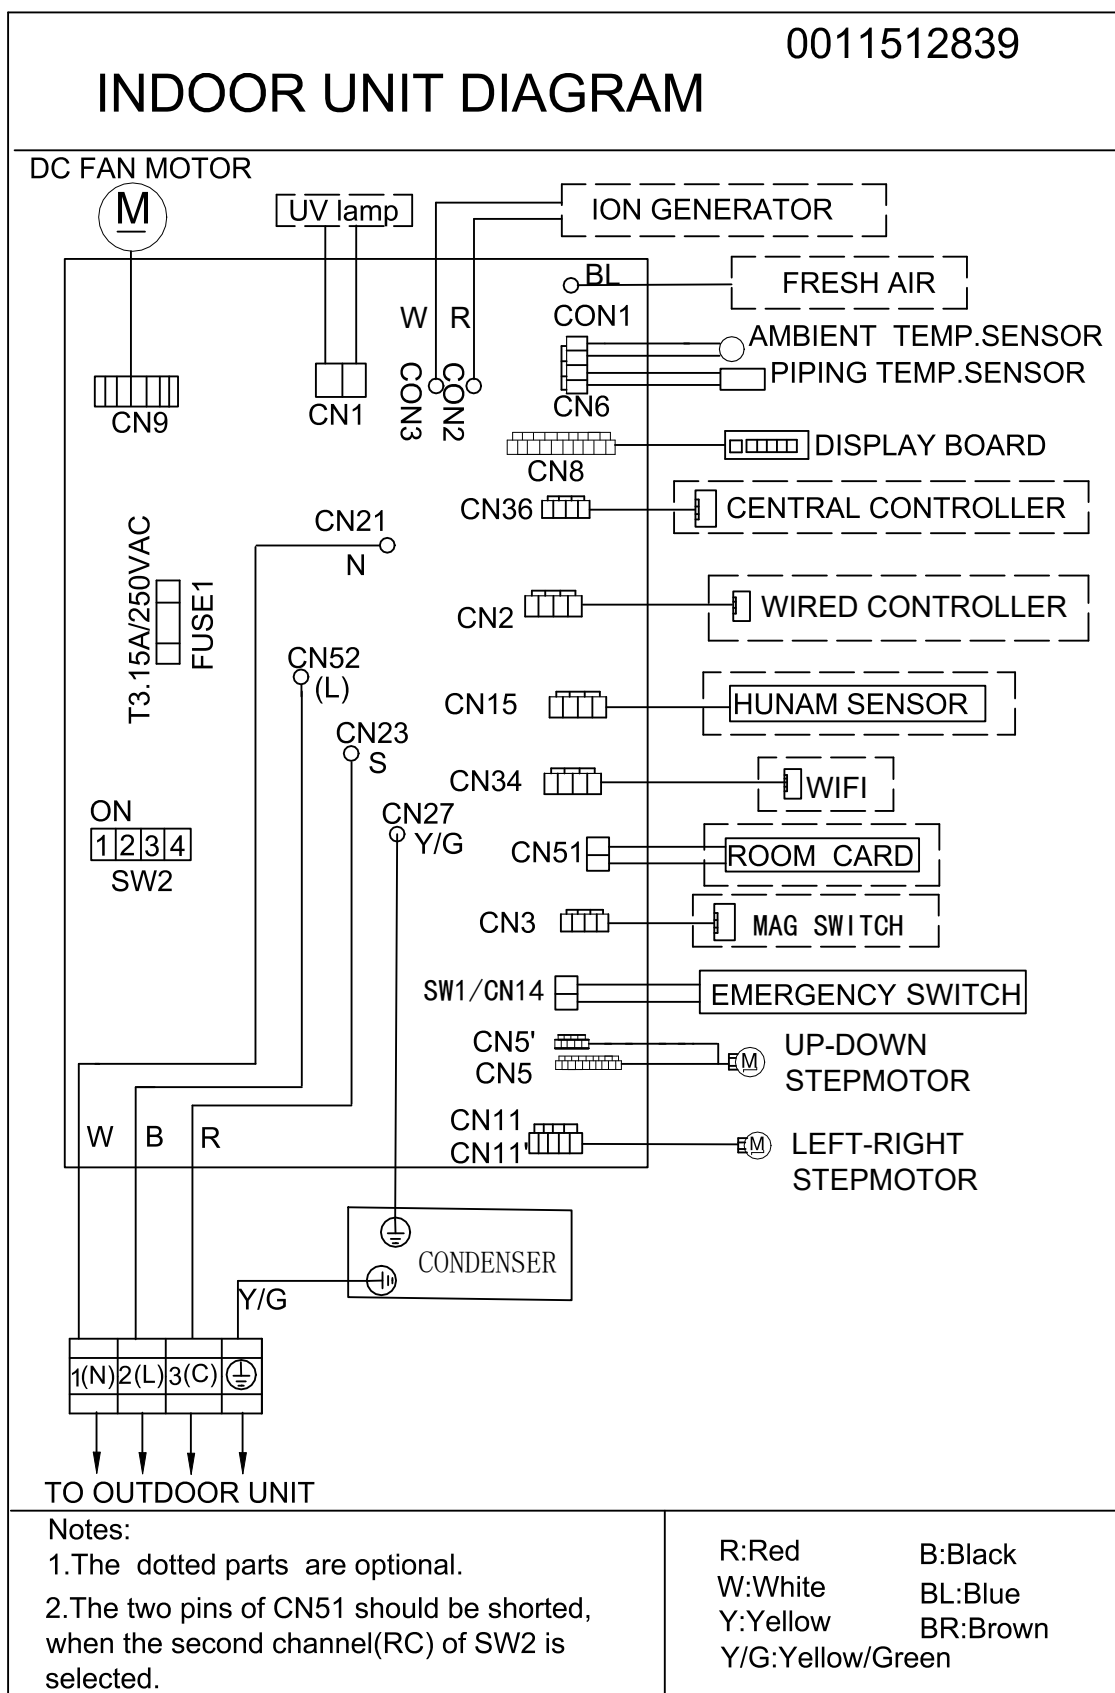 0011512839
INDOOR UNIT DIAGRAM
DC FAN MOTOR
M
UV lamp
ION GENERATOR
BL
FRESH AIR
W
R
CON1
AMBIENT TEMP.SENSOR
PIPING TEMP.SENSOR
CN9
CN1
CON3
CON2
CN6
DISPLAY BOARD
CN8
CN36
CENTRAL CONTROLLER
CN21
N
T3.15A/250VAC
FUSE1
CN2
WIRED CONTROLLER
CN52
(L)
CN15
HUNAM SENSOR
CN23
S
CN34
WIFI
ON
1 2 3 4
SW2
CN27
Y/G
CN51
ROOM CARD
CN3
MAG SWITCH
SW1/CN14
EMERGENCY SWITCH
CN5'
CN5
M
UP-DOWN
STEPMOTOR
W
B
R
CN11
CN11'
M
LEFT-RIGHT
STEPMOTOR
CONDENSER
Y/G
1(N) 2(L) 3(C)
TO OUTDOOR UNIT
Notes:
1.The dotted parts are optional.
2.The two pins of CN51 should be shorted,
when the second channel(RC) of SW2 is
selected.
R:Red
B:Black
W:White
BL:Blue
Y:Yellow
BR:Brown
Y/G:Yellow/Green